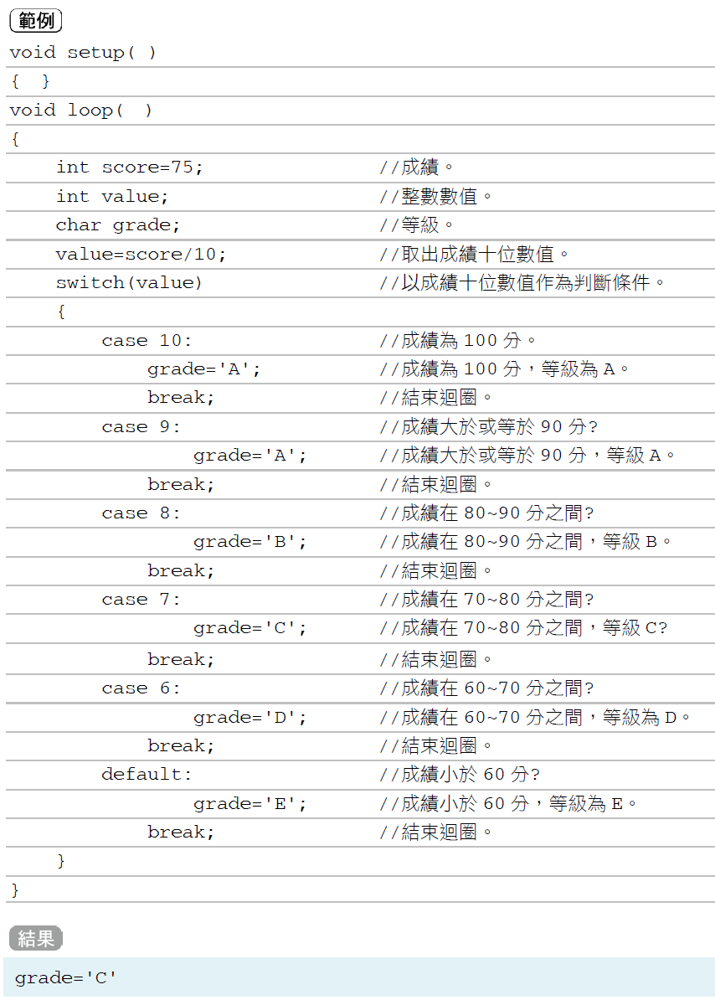 範例
void setup( )
{  }
void loop(  )
{
    int score=75;                //成績。
    int value;                   //整數數值。
    char grade;                  //等級。
    value=score/10;              //取出成績十位數值。
    switch(value)                //以成績十位數值作為判斷條件。
    {
        case 10:                 //成績為 100 分。
            grade='A';           //成績為 100 分，等級為 A。
            break;               //結束迴圈。
        case 9:                  //成績大於或等於 90 分?
                grade='A';       //成績大於或等於 90 分，等級 A。
            break;               //結束迴圈。
        case 8:                  //成績在 80~90 分之間?
                grade='B';       //成績在 80~90 分之間，等級 B。
            break;               //結束迴圈。
        case 7:                  //成績在 70~80 分之間?
                grade='C';       //成績在 70~80 分之間，等級 C?
            break;               //結束迴圈。
        case 6:                  //成績在 60~70 分之間?
                grade='D';       //成績在 60~70 分之間，等級為 D。
            break;               //結束迴圈。
        default:                 //成績小於 60 分?
                grade='E';       //成績小於 60 分，等級為 E。
            break;               //結束迴圈。
    }
}
結果
grade='C'